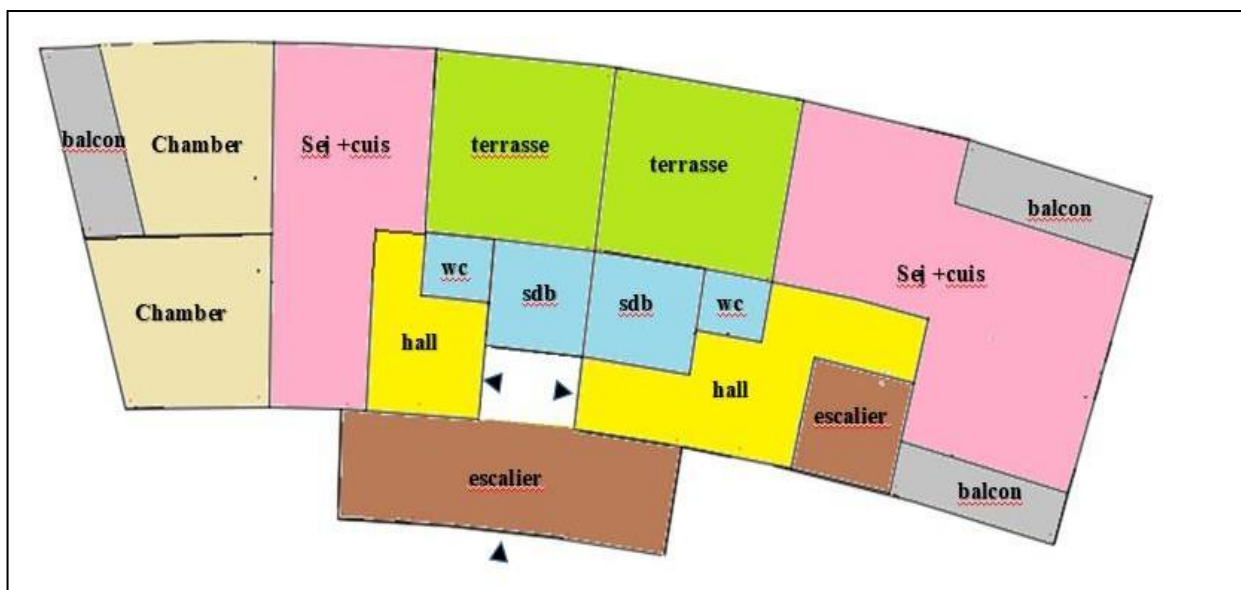 balcon
Chamber
Sej +cuis
terrasse
terrasse
balcon
wc
sdb
sdb
wc
Sej +cuis
Chamber
hall
hall
escalier
escalier
balcon